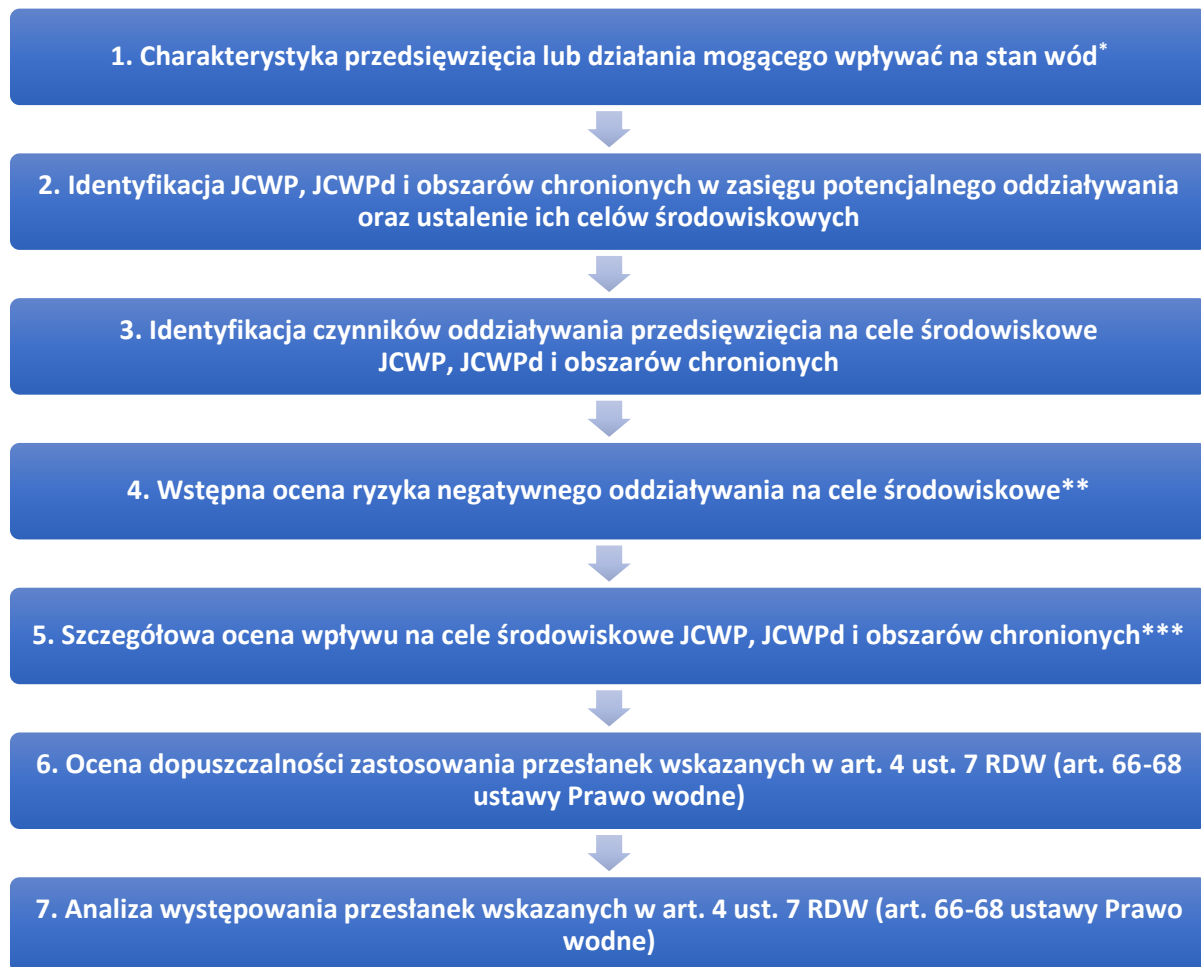 1. Charakterystyka przedsięwzięcia lub działania mogącego wpływać na stan wód*
2. Identyfikacja JCWP, JCWPd i obszarów chronionych w zasięgu potencjalnego oddziaływania
oraz ustalenie ich celów środowiskowych
3. Identyfikacja czynników oddziaływania przedsięwzięcia na cele środowiskowe
JCWP, JCWPd i obszarów chronionych
4. Wstępna ocena ryzyka negatywnego oddziaływania na cele środowiskowe**
5. Szczegółowa ocena wpływu na cele środowiskowe JCWP, JCWPd i obszarów chronionych***
6. Ocena dopuszczalności zastosowania przesłanek wskazanych w art. 4 ust. 7 RDW (art. 66-68
ustawy Prawo wodne)
7. Analiza występowania przesłanek wskazanych w art. 4 ust. 7 RDW (art. 66-68 ustawy Prawo
wodne)